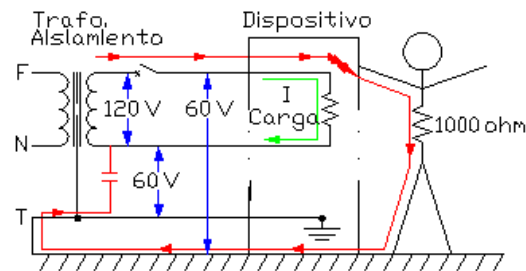 Trafo.
Aislamiento
Dispositivo
F
N
T
120 V
60 V
60 V
I
Carga
1000 ohm